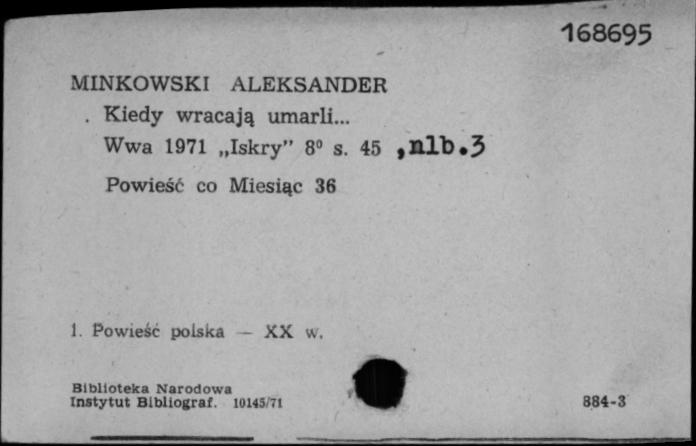 168695
MINKOWSKI ALEKSANDER
. Kiedy wracają umarli...
Wwa 1971 „Iskry” 8⁰ s. 45 ,nlb.3
Powieść co Miesiąc 36
1. Powieść polska — XX w.
Biblioteka Narodowa
Instytut Bibliograf. 10145/71
884-3